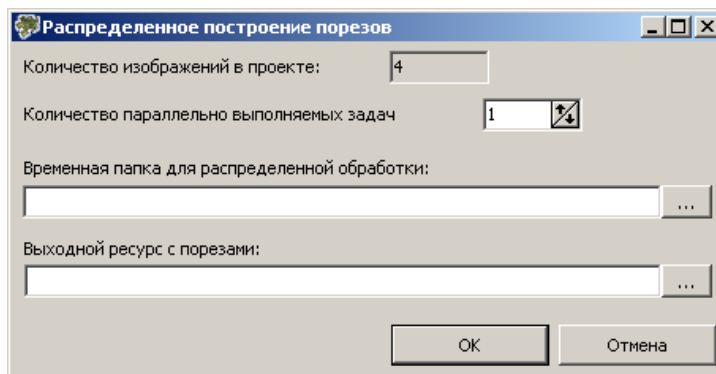 Распределенное построение порезов
Количество изображений в проекте: 4
Количество параллельно выполняемых задач 1
Временная папка для распределенной обработки:
...
Выходной ресурс с порезами:
...
OK Отмена